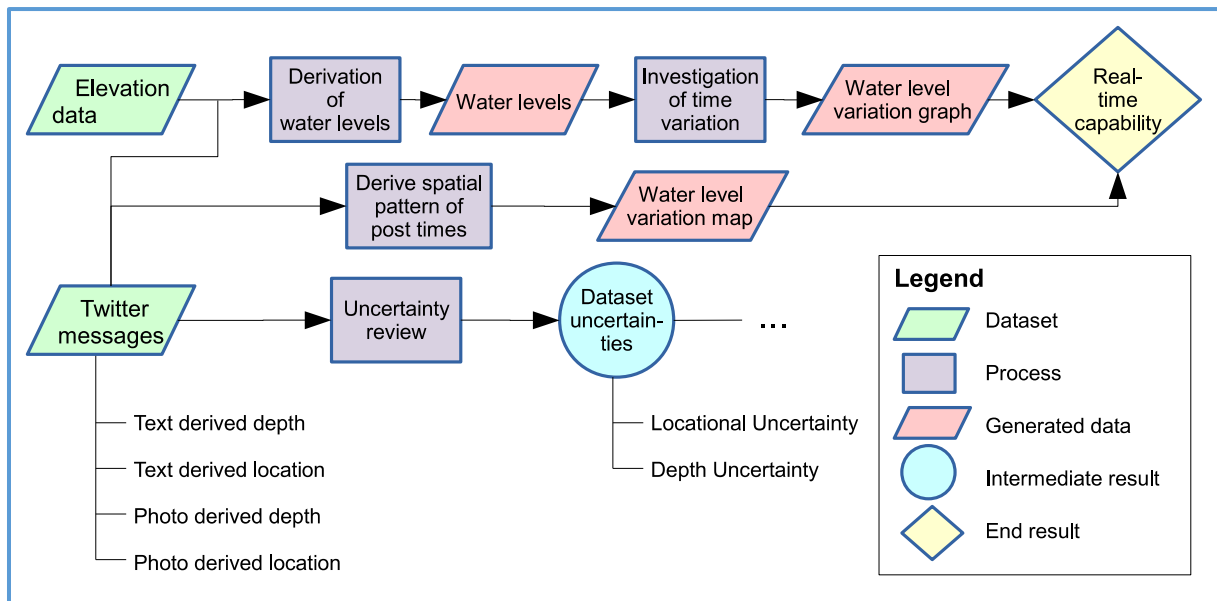 Elevation
data
Derivation
of
water levels
Water levels
Investigation
of time
variation
Water level
variation graph
Real-
time
capability
Derive spatial
pattern of
post times
Water level
variation map
Twitter
messages
Uncertainty
review
Dataset
uncertain-
ties
...
Text derived depth
Text derived location
Photo derived depth
Photo derived location
Locational Uncertainty
Depth Uncertainty
Legend
Dataset
Process
Generated data
Intermediate result
End result